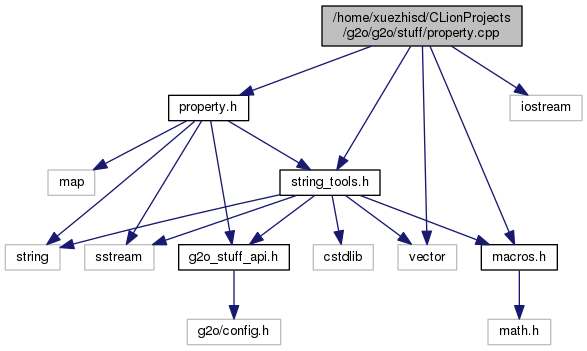 /home/xuezhisd/CLionProjects
/g2o/g2o/stuff/property.cpp
property.h
iostream
map
string_tools.h
string
sstream
g2o_stuff_api.h
cstdlib
vector
macros.h
g2o/config.h
math.h